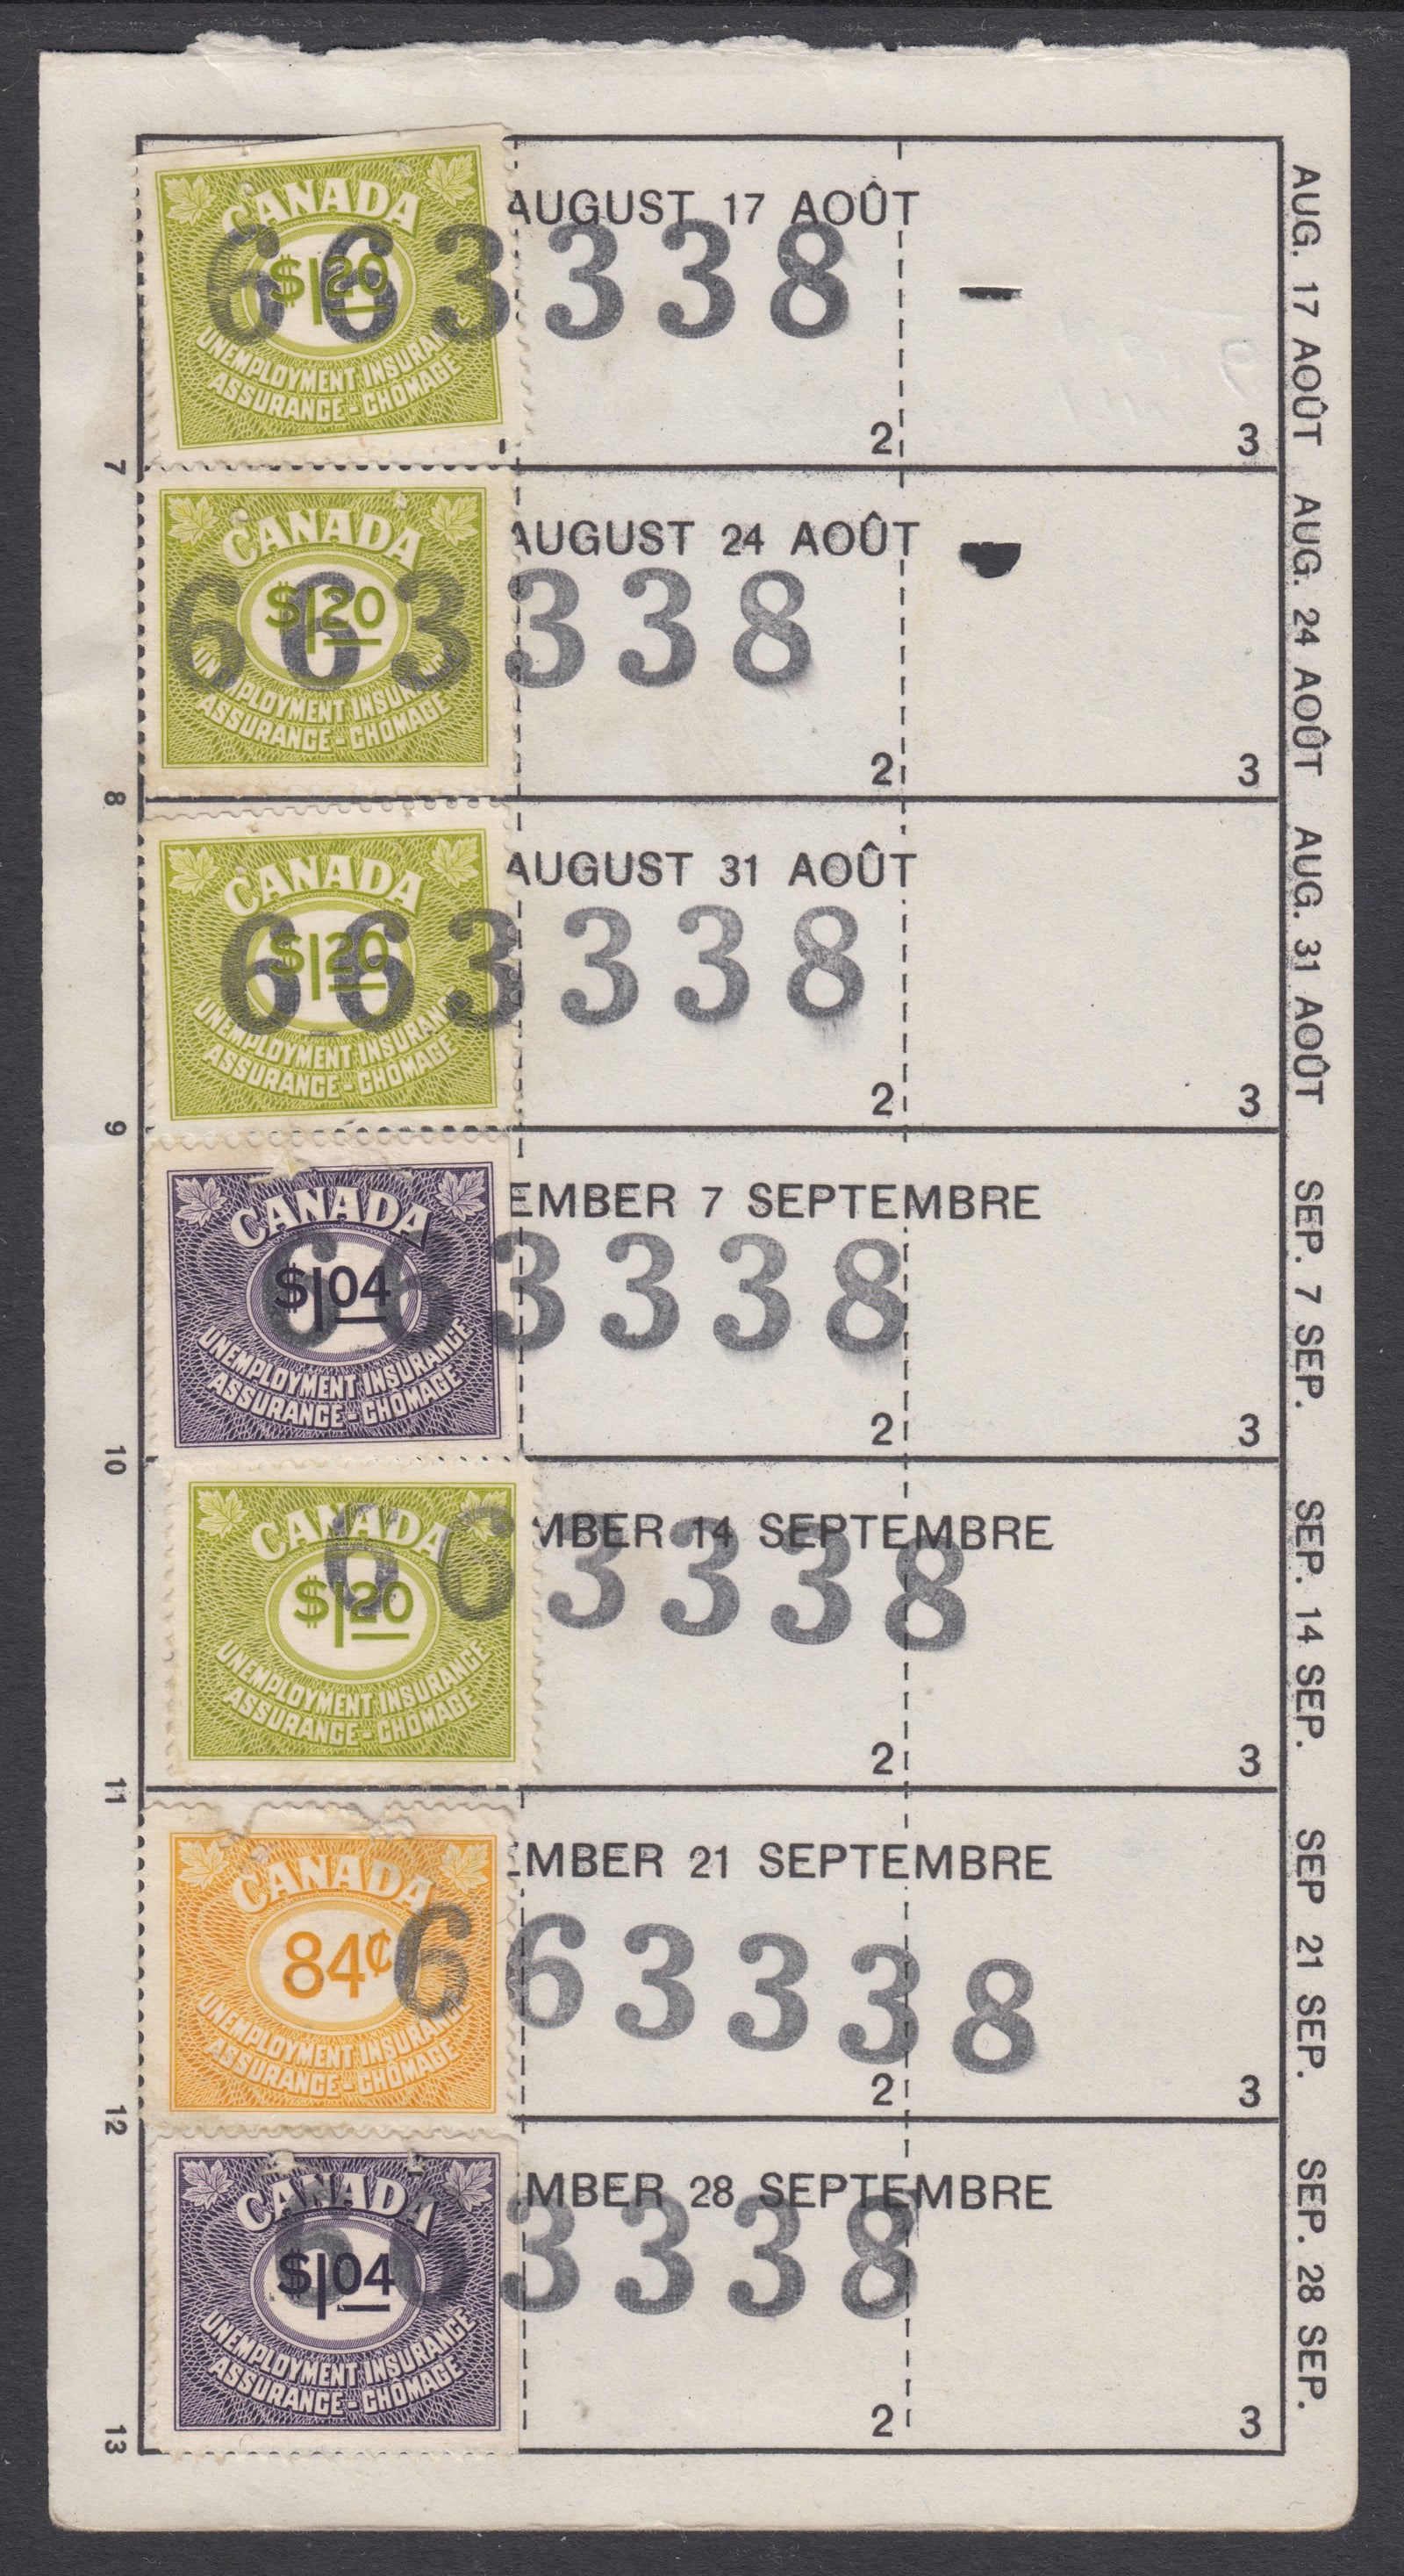 CANADA
$1.20
UNEMPLOYMENT INSURAN
ASSURANCE - CHOMAGE
AUGUST 17 AOÛT
663338
2
3
7
AUG. 17 AOÛT
CANADA
$1.20
UNEMPLOYMENT INSURANCE
ASSURANCE - CHOMAGE
AUGUST 24 AOÛT
663338
2
3
8
AUG. 24 AOÛT
CANADA
$1.20
UNEMPLOYMENT INSURANC
ASSURANCE - CHOMAGE
AUGUST 31 AOÛT
663338
2
3
9
AUG. 31 AOÛT
CANADA
$1.04
UNEMPLOYMENT INSURANCE
ASSURANCE - CHOMAGE
EMBER 7 SEPTEMBRE
663338
2
3
10
SEP. 7 SEP.
CANADA
$1.20
UNEMPLOYMENT INSURANCE
ASSURANCE - CHOMAGE
MBER 14 SEPTEMBRE
663338
2
3
11
SEP. 14 SEP.
CANADA
84¢
UNEMPLOYMENT INSURANCE
ASSURANCE - CHOMAGE
EMBER 21 SEPTEMBRE
663338
2
3
12
SEP 21 SEP.
CANADA
$1.04
UNEMPLOYMENT INSURANCE
ASSURANCE - CHOMAGE
MBER 28 SEPTEMBRE
663338
2
3
13
SEP. 28 SEP.